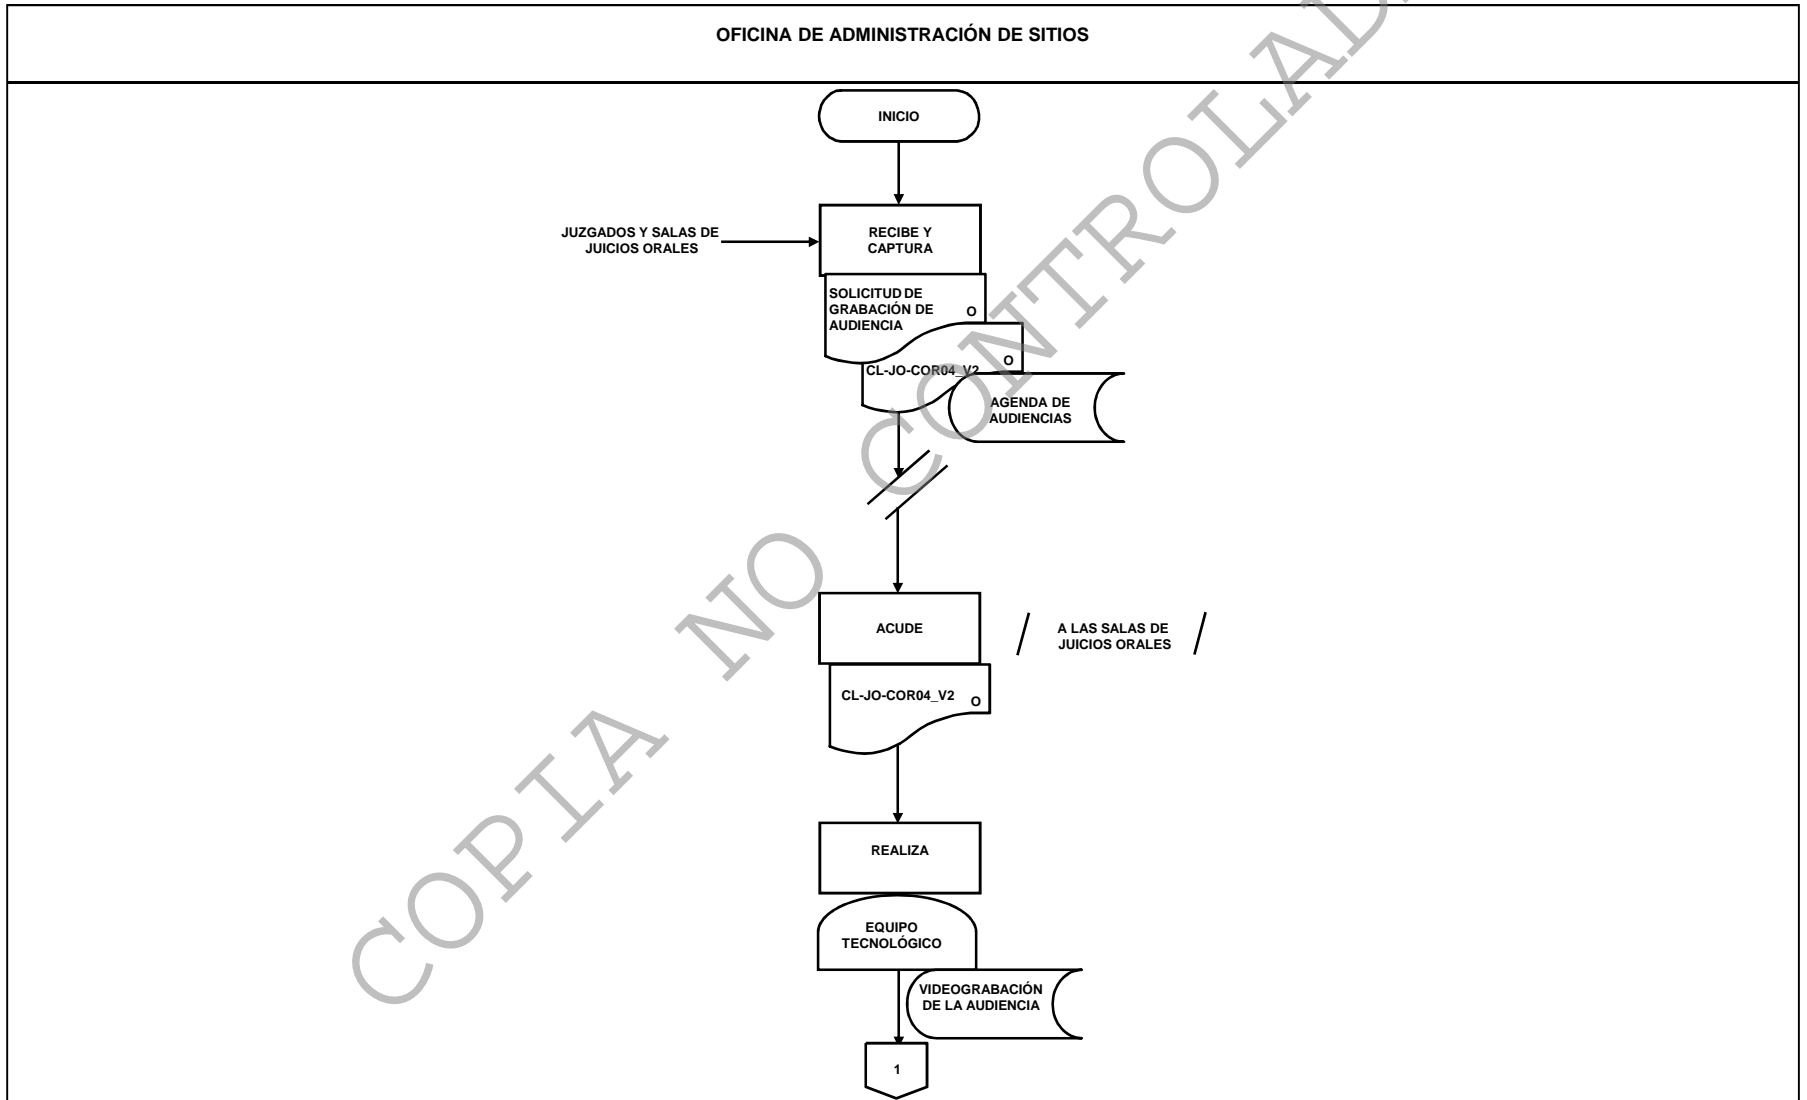 OFICINA DE ADMINISTRACIÓN DE SITIOS
INICIO
JUZGADOS Y SALAS DE
JUICIOS ORALES
RECIBE Y
CAPTURA
SOLICITUD DE
GRABACIÓN DE
AUDIENCIA
O
CL-JO-COR04_V2
O
AGENDA DE
AUDIENCIAS
ACUDE
/ A LAS SALAS DE /
JUICIOS ORALES
CL-JO-COR04_V2
O
REALIZA
EQUIPO
TECNOLÓGICO
VIDEOGRABACIÓN
DE LA AUDIENCIA
1
COPIA NO CONTROLAD